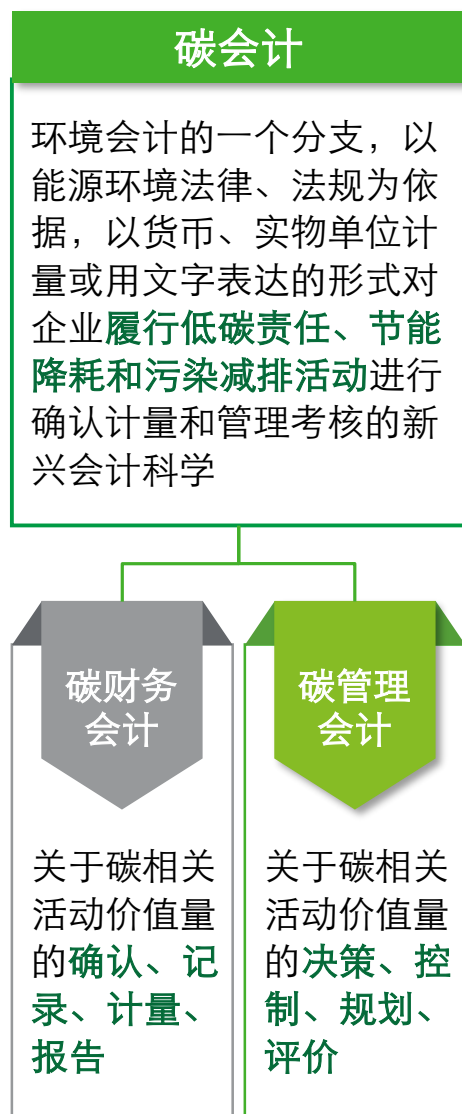 碳会计
环境会计的一个分支，以
能源环境法律、法规为依
据，以货币、实物单位计
量或用文字表达的形式对
企业履行低碳责任、节能
降耗和污染减排活动进行
确认计量和管理考核的新
兴会计科学
碳财务
会计
关于碳相关
活动价值量
的确认、记
录、计量、
报告
碳管理
会计
关于碳相关
活动价值量
的决策、控
制、规划、
评价